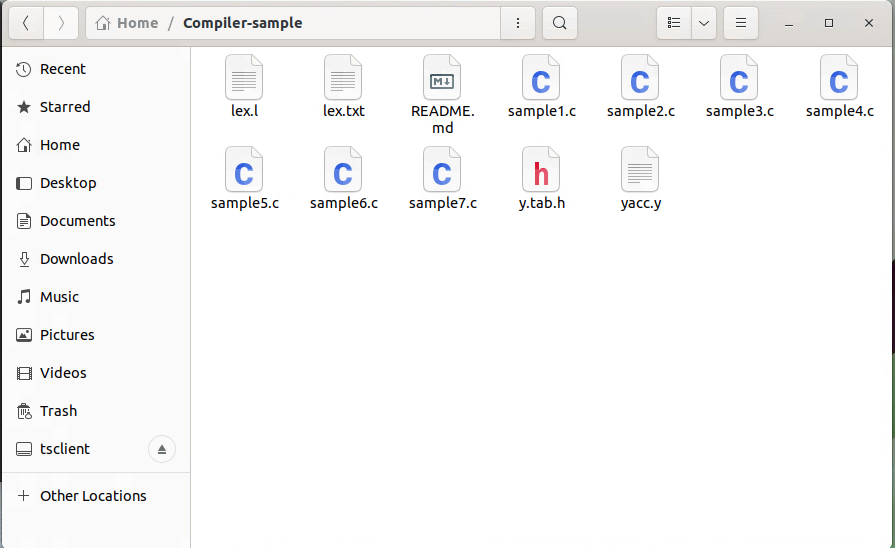 Home / Compiler-sample
Recent
Starred
Home
Desktop
Documents
Downloads
Music
Pictures
Videos
Trash
tsclient
+ Other Locations
lex.l
lex.txt
README.
md
sample1.c
sample2.c
sample3.c
sample4.c
sample5.c
sample6.c
sample7.c
y.tab.h
yacc.y